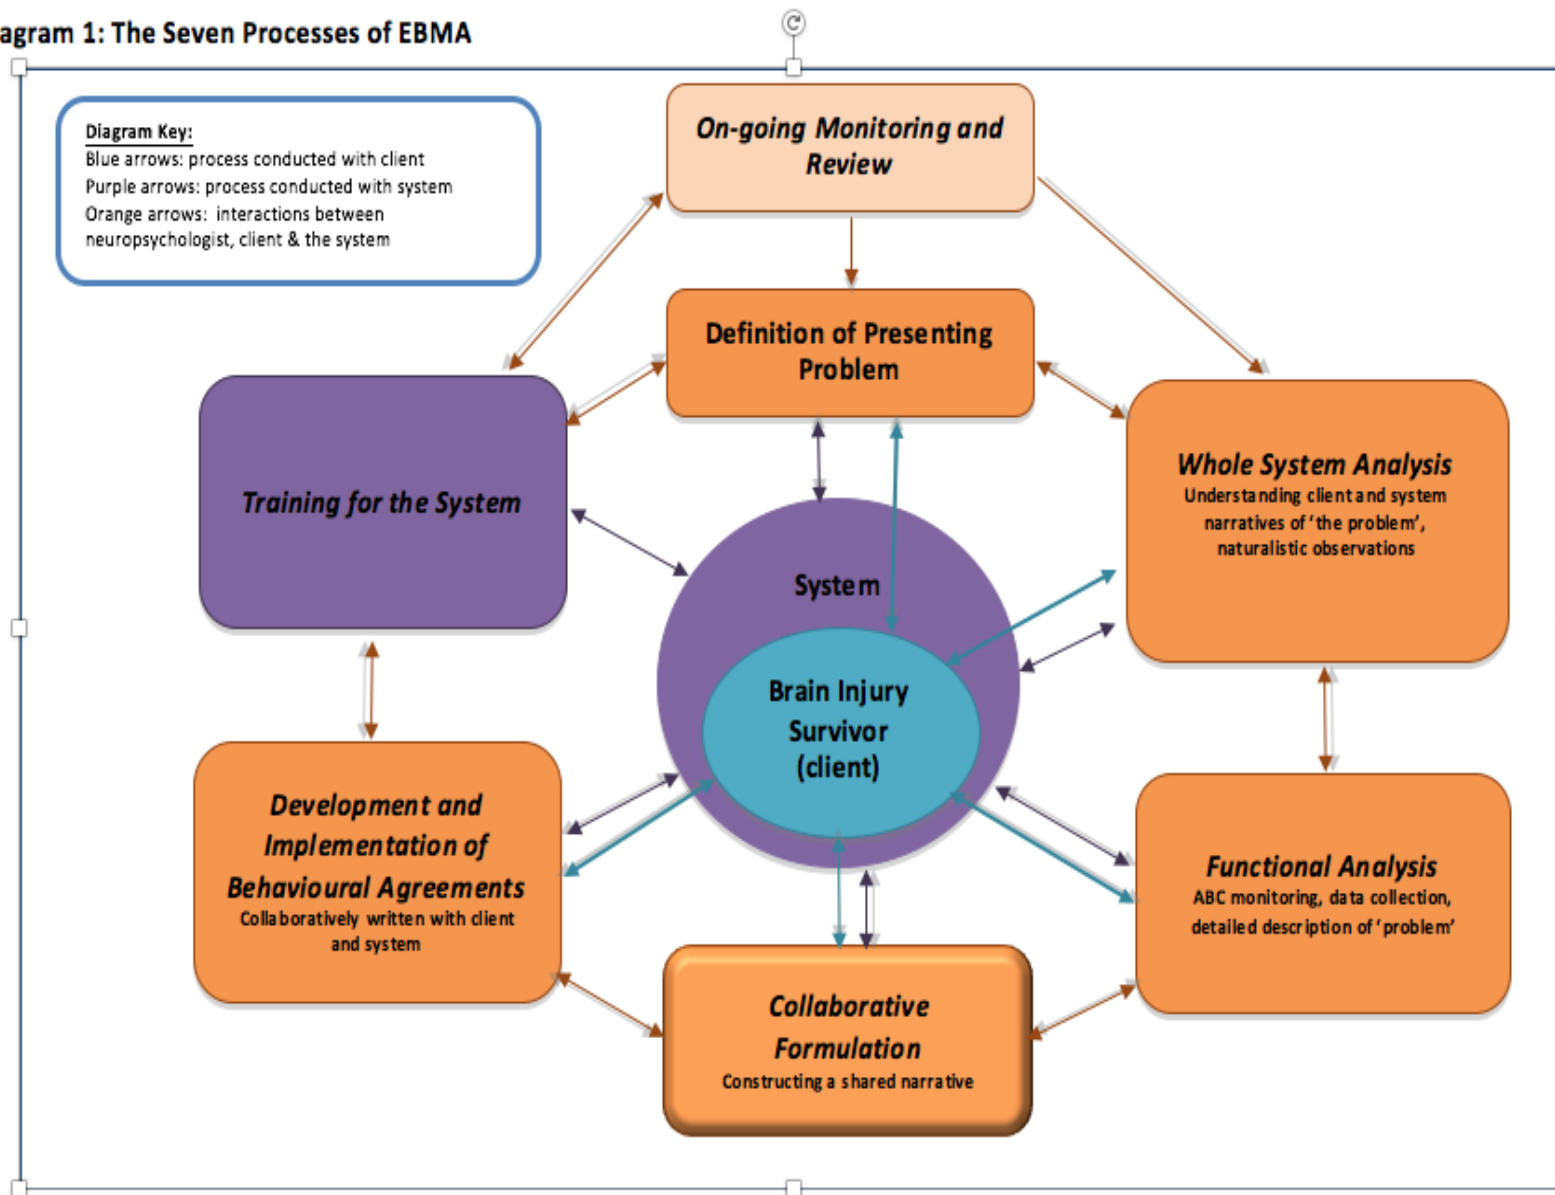 agram 1: The Seven Processes of EBMA
Diagram Key:
Blue arrows: process conducted with client
Purple arrows: process conducted with system
Orange arrows: interactions between
neuropsychologist, client & the system
On-going Monitoring and
Review
Definition of Presenting
Problem
Training for the System
Whole System Analysis
Understanding client and system
narratives of 'the problem',
naturalistic observations
System
Brain Injury
Survivor
(client)
Development and
Implementation of
Behavioural Agreements
Collaboratively written with client
and system
Functional Analysis
ABC monitoring, data collection,
detailed description of 'problem'
Collaborative
Formulation
Constructing a shared narrative